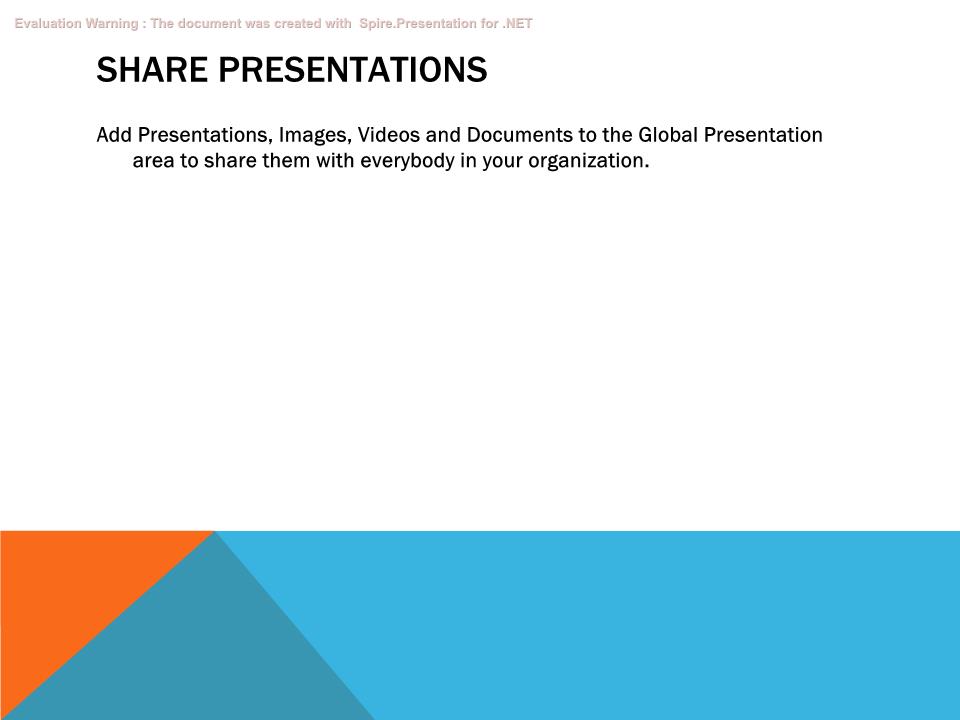 Evaluation Warning : The document was created with  Spire.Presentation for .NET
SHARE PRESENTATIONS
Add Presentations, Images, Videos and Documents to the Global Presentation
area to share them with everybody in your organization.